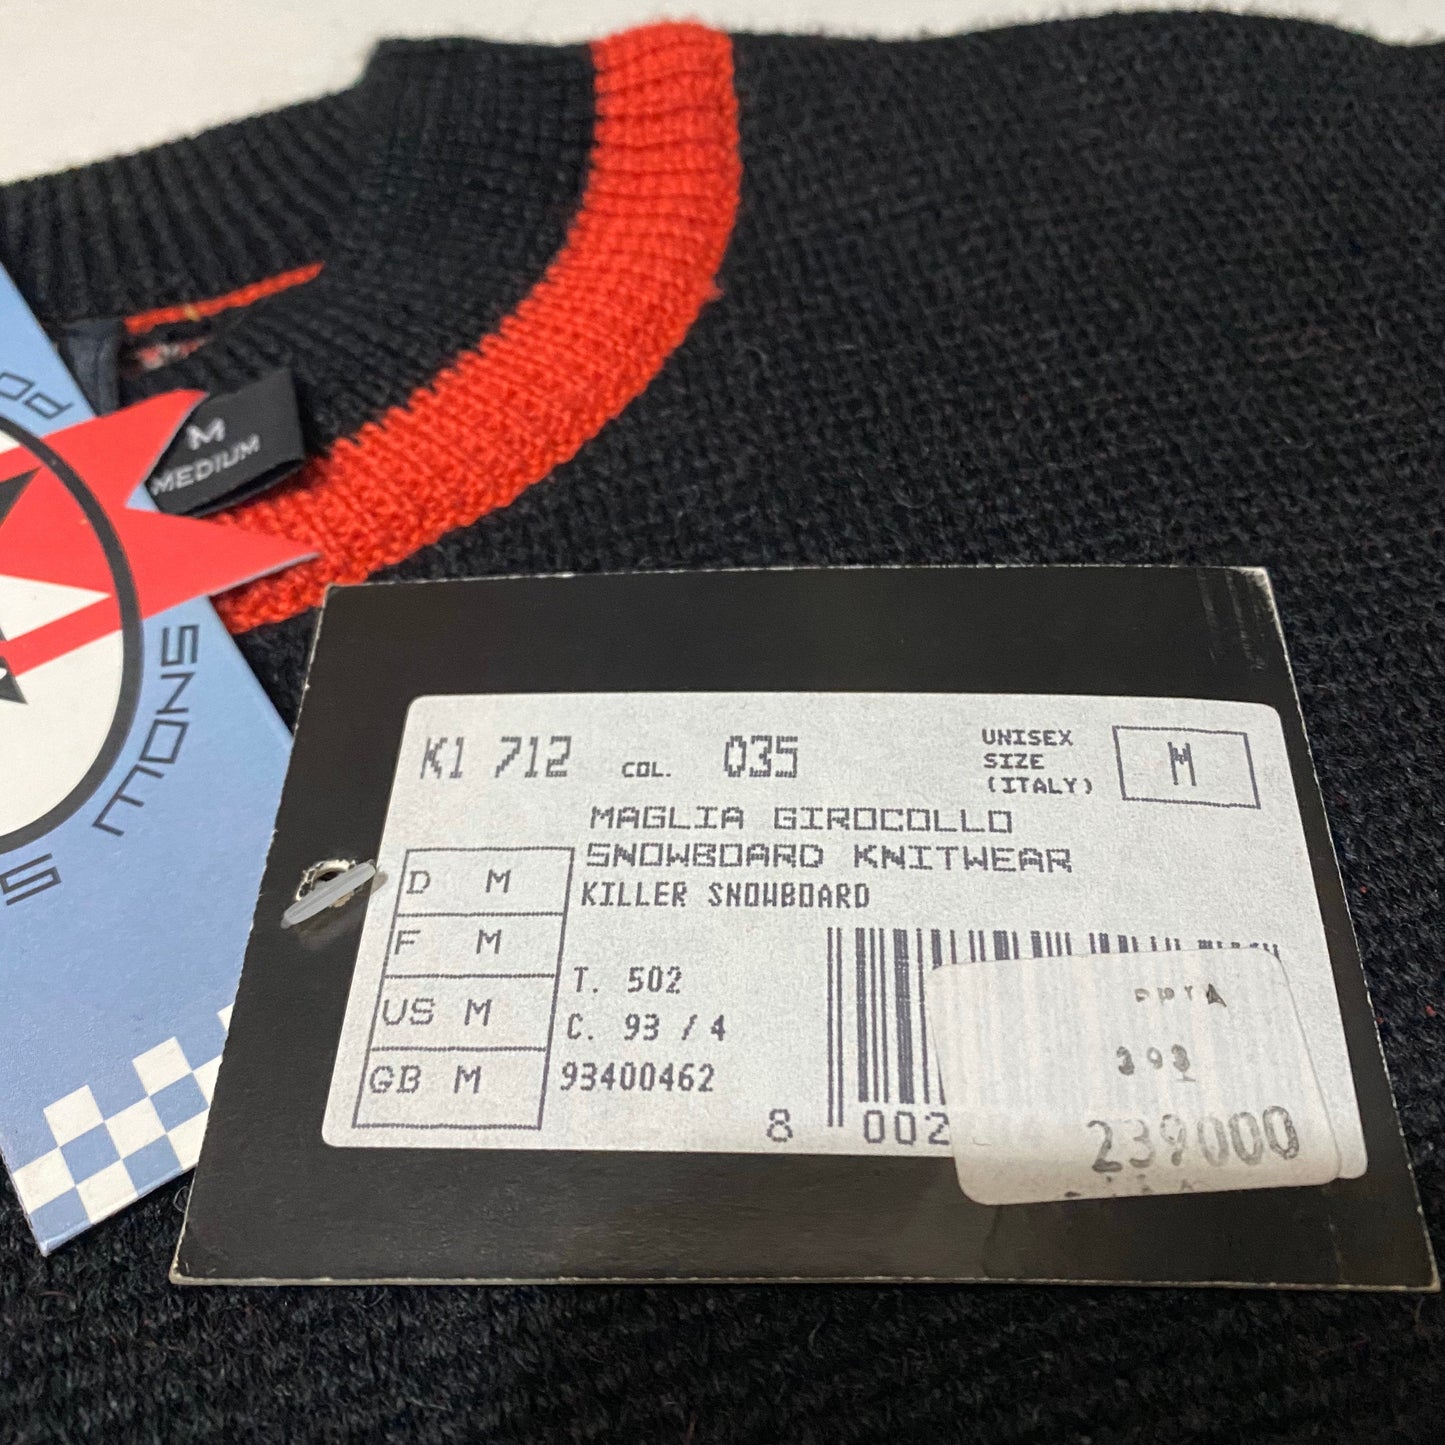 M
MEDIUM
K1 712 COL. 035
UNISEX
SIZE
(ITALY)
M
MAGLIA GIROCOLLO
SNOWBOARD KNITWEAR
KILLER SNOWBOARD
D M
F M
US M
GB M
T. 502
C. 93 / 4
93400462
8 002
239000